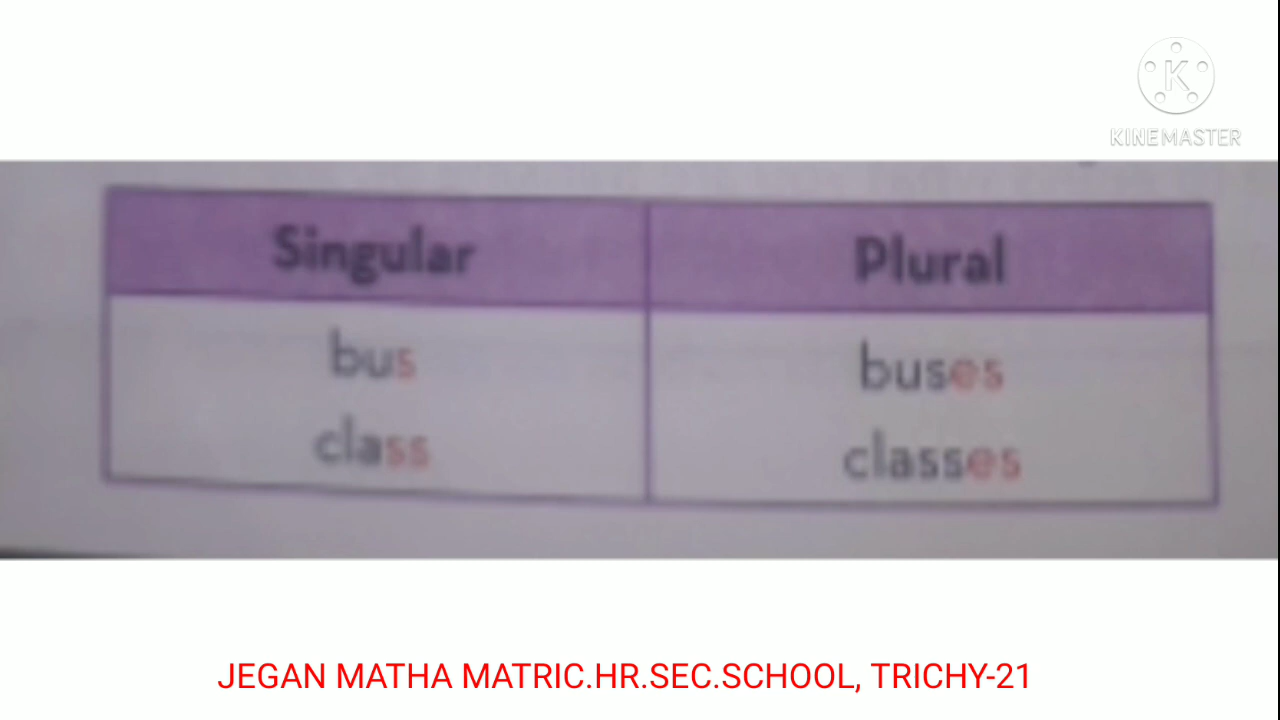 KINEMASTER
Singular Plural
bus buses
class classes
JEGAN MATHA MATRIC.HR.SEC.SCHOOL, TRICHY-21